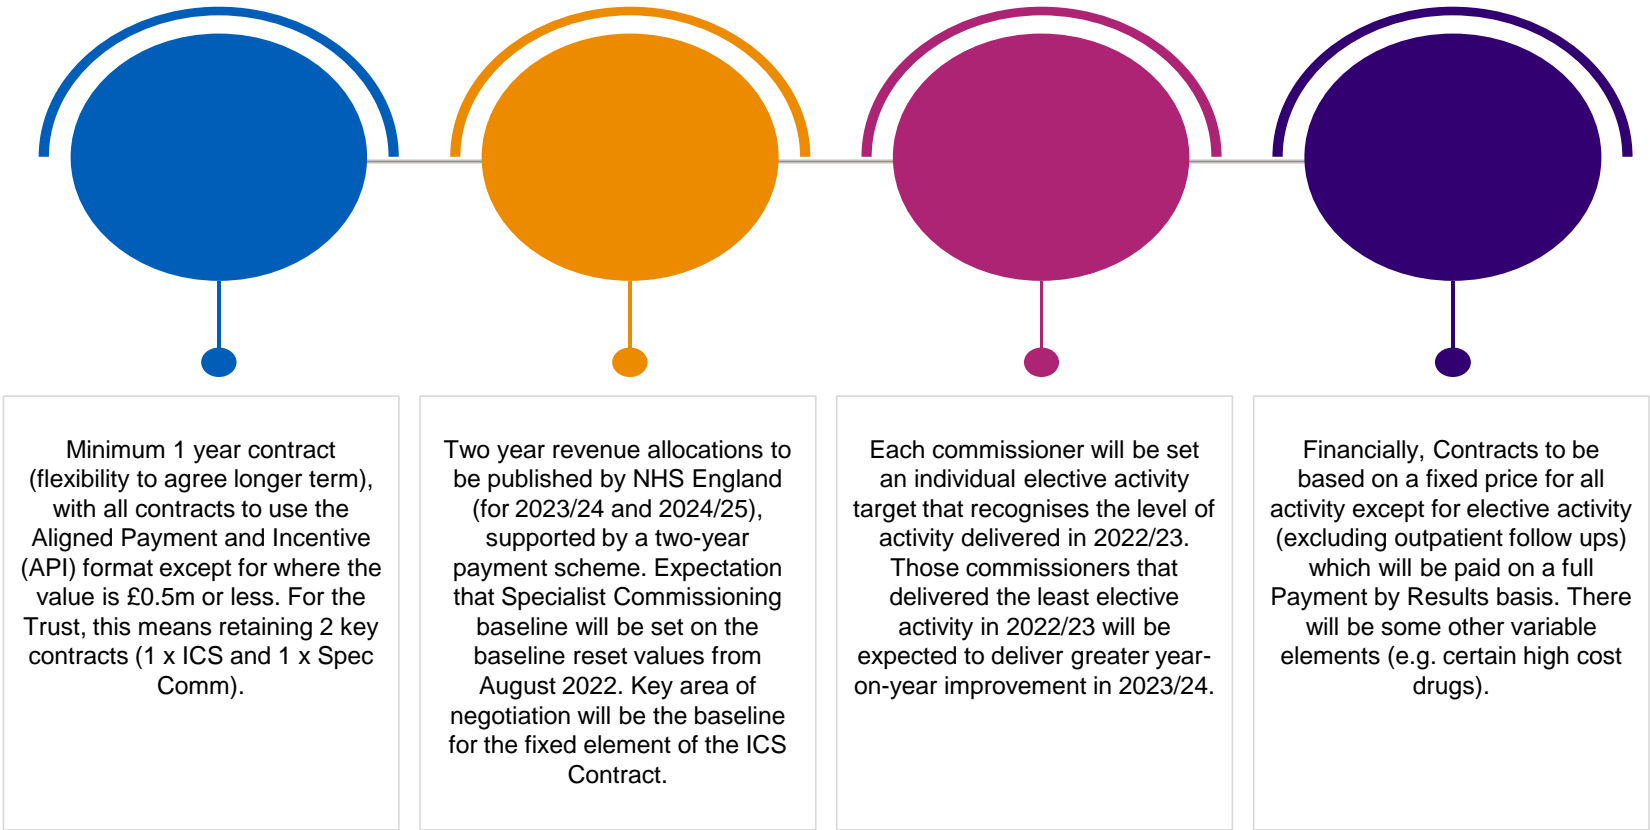 Minimum 1 year contract
(flexibility to agree longer term),
with all contracts to use the
Aligned Payment and Incentive
(API) format except for where the
value is £0.5m or less. For the
Trust, this means retaining 2 key
contracts (1 x ICS and 1 x Spec
Comm).
Two year revenue allocations to
be published by NHS England
(for 2023/24 and 2024/25),
supported by a two-year
payment scheme. Expectation
that Specialist Commissioning
baseline will be set on the
baseline reset values from
August 2022. Key area of
negotiation will be the baseline
for the fixed element of the ICS
Contract.
Each commissioner will be set
an individual elective activity
target that recognises the level of
activity delivered in 2022/23.
Those commissioners that
delivered the least elective
activity in 2022/23 will be
expected to deliver greater year-
on-year improvement in 2023/24.
Financially, Contracts to be
based on a fixed price for all
activity except for elective activity
(excluding outpatient follow ups)
which will be paid on a full
Payment by Results basis. There
will be some other variable
elements (e.g. certain high cost
drugs).